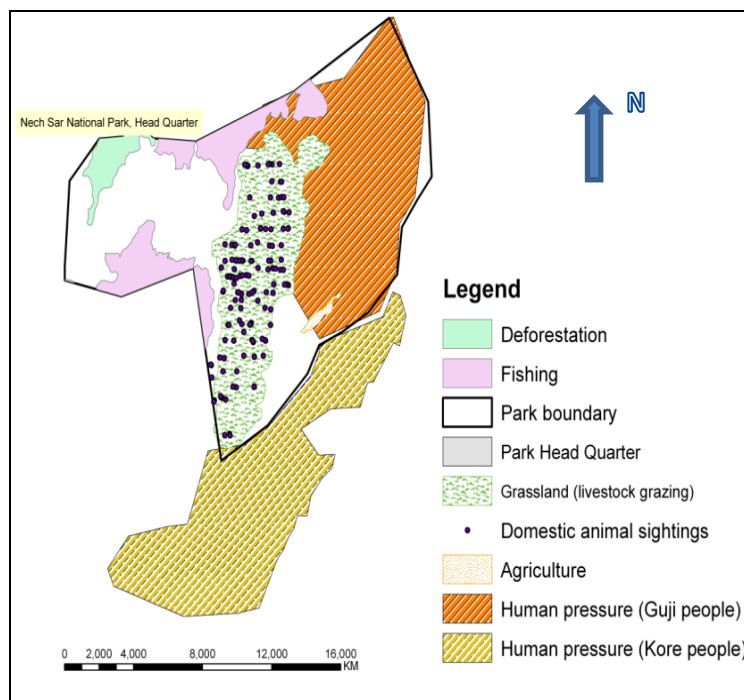 N
Nech Sar National Park, Head Quarter
Legend
Deforestation
Fishing
Park boundary
Park Head Quarter
Grassland (livestock grazing)
Domestic animal sightings
Agriculture
Human pressure (Guji people)
Human pressure (Kore people)
0 2,000 4,000 8,000 12,000 16,000
KM